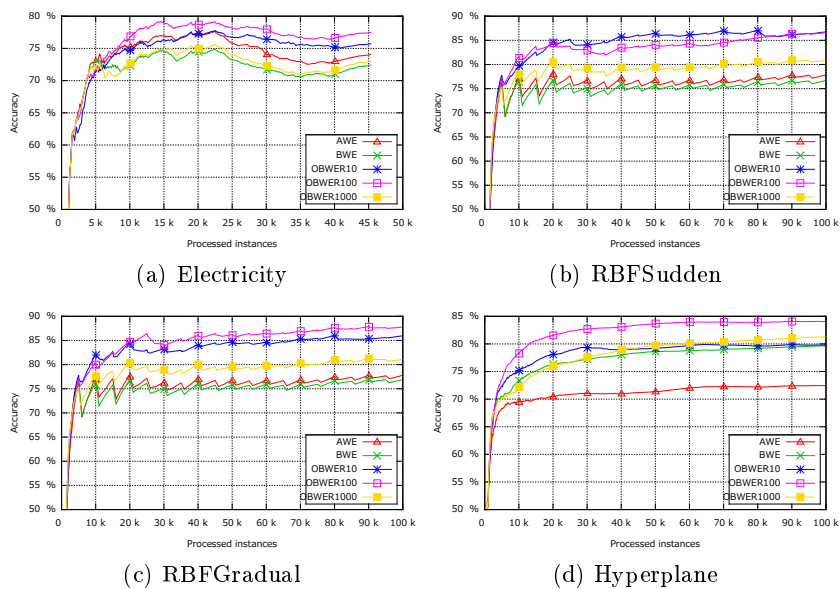 80 %
75 %
70 %
65 %
60 %
55 %
50 %
Accuracy
AWE
BWE
OBWER10
OBWER100
OBWER1000
0 5 k 10 k 15 k 20 k 25 k 30 k 35 k 40 k 45 k 50 k
Processed instances
(a) Electricity
90 %
85 %
80 %
75 %
70 %
65 %
60 %
55 %
50 %
Accuracy
AWE
BWE
OBWER10
OBWER100
OBWER1000
0 10 k 20 k 30 k 40 k 50 k 60 k 70 k 80 k 90 k 100 k
Processed instances
(b) RBFSudden
90 %
85 %
80 %
75 %
70 %
65 %
60 %
55 %
50 %
Accuracy
AWE
BWE
OBWER10
OBWER100
OBWER1000
0 10 k 20 k 30 k 40 k 50 k 60 k 70 k 80 k 90 k 100 k
Processed instances
(c) RBFGradual
85 %
80 %
75 %
70 %
65 %
60 %
55 %
50 %
Accuracy
AWE
BWE
OBWER10
OBWER100
OBWER1000
0 10 k 20 k 30 k 40 k 50 k 60 k 70 k 80 k 90 k 100 k
Processed instances
(d) Hyperplane